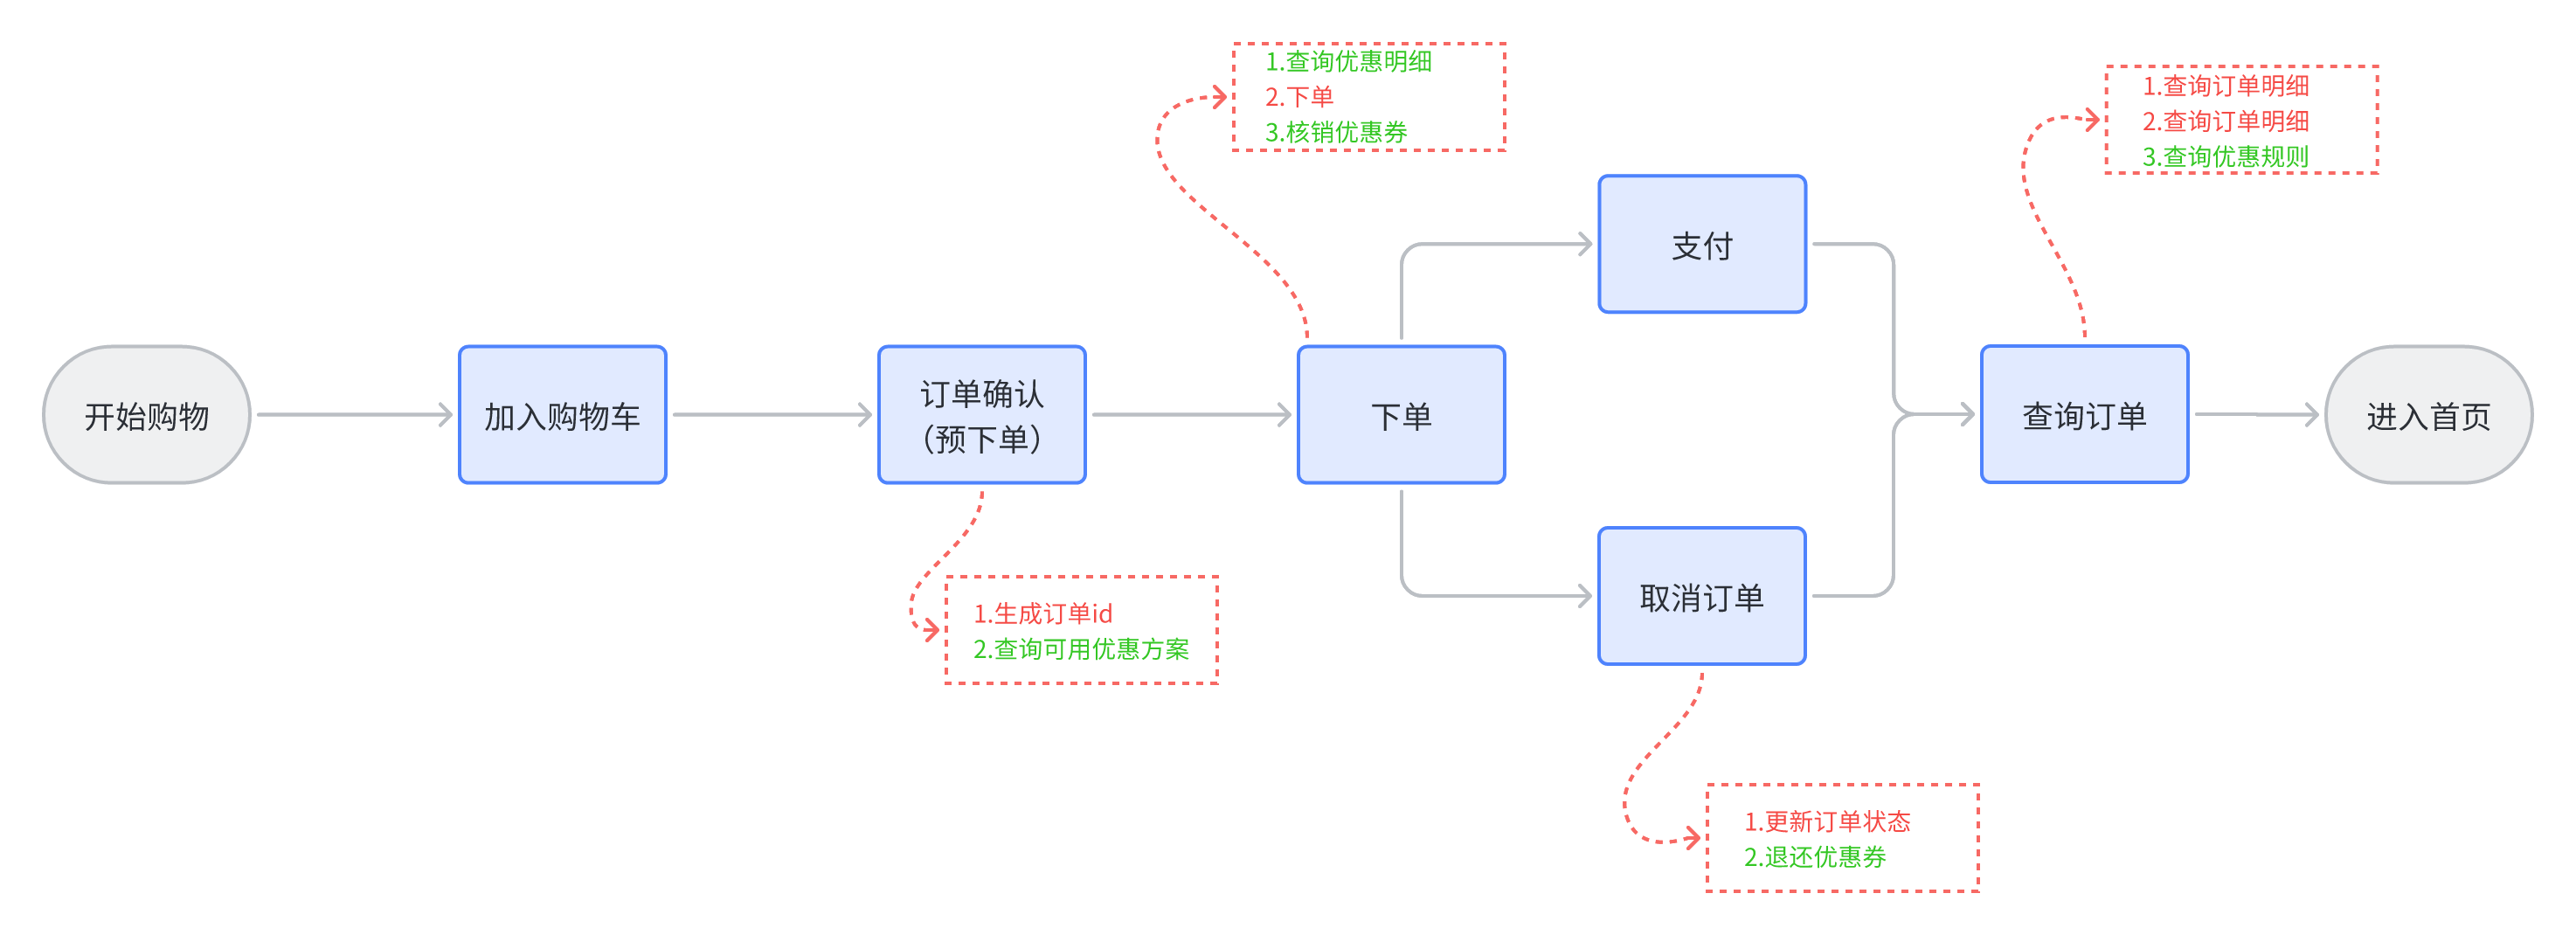 1.查询优惠明细
2.下单
3.核销优惠券
1.查询订单明细
2.查询订单明细
3.查询优惠规则
开始购物
加入购物车
订单确认
（预下单）
下单
支付
取消订单
查询订单
进入首页
1.生成订单id
2.查询可用优惠方案
1.更新订单状态
2.退还优惠券